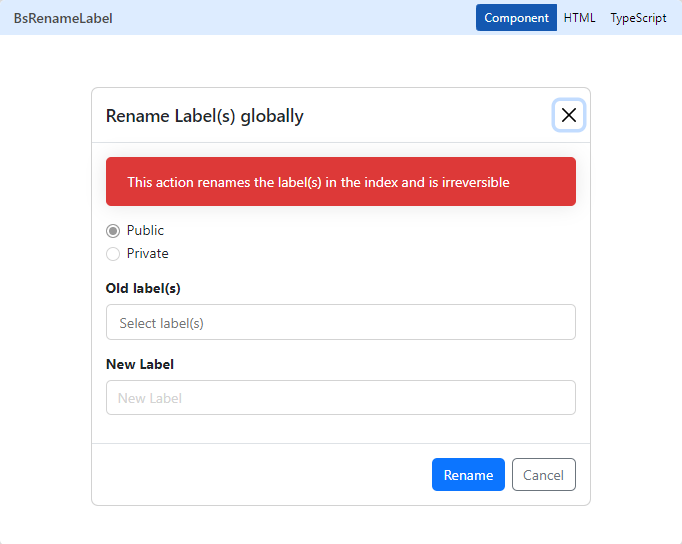 BsRenameLabel Component HTML TypeScript
Rename Label(s) globally
This action renames the label(s) in the index and is irreversible
Public
Private
Old label(s)
Select label(s)
New Label
New Label
Rename Cancel